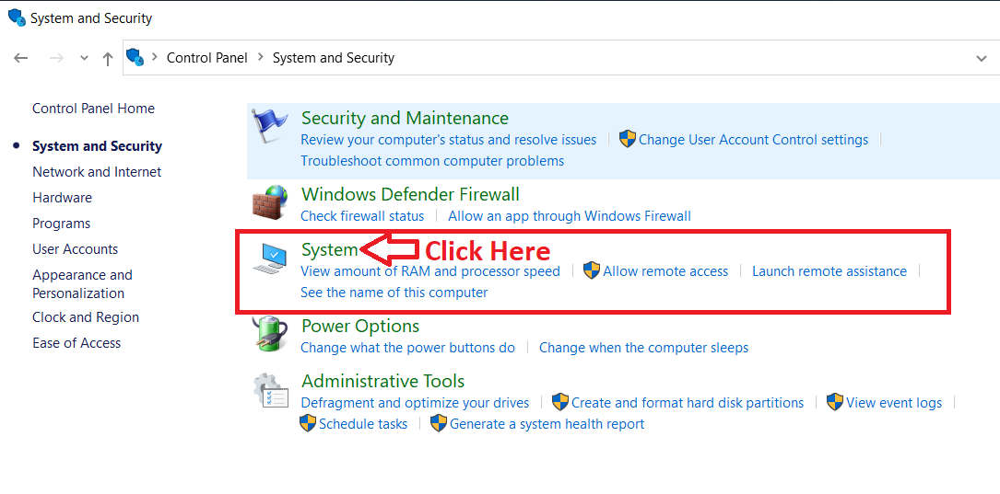 System and Security
Control Panel System and Security
Control Panel Home
System and Security
Network and Internet
Hardware
Programs
User Accounts
Appearance and
Personalization
Clock and Region
Ease of Access
Security and Maintenance
Review your computer's status and resolve issues Change User Account Control settings
Troubleshoot common computer problems
Windows Defender Firewall
Check firewall status Allow an app through Windows Firewall
System Click Here
View amount of RAM and processor speed Allow remote access Launch remote assistance
See the name of this computer
Power Options
Change what the power buttons do Change when the computer sleeps
Administrative Tools
Defragment and optimize your drives Create and format hard disk partitions View event logs
Schedule tasks Generate a system health report